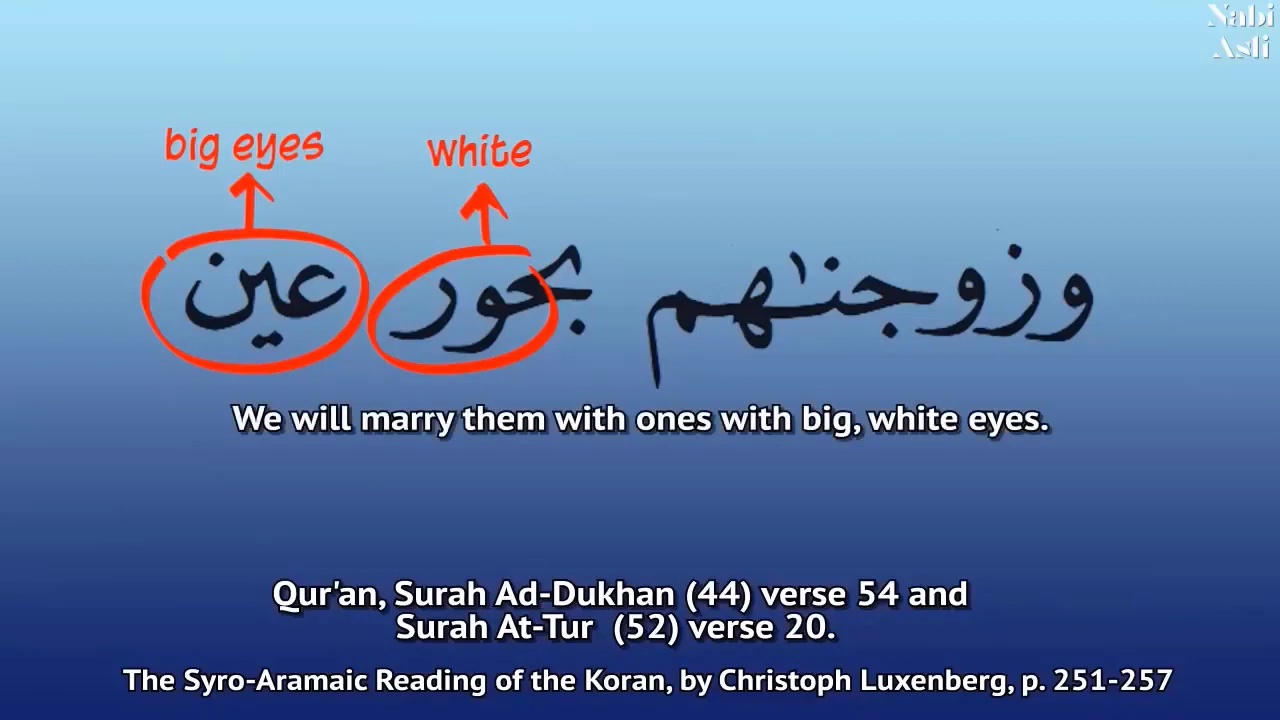 Nabi
Asli
big eyes
white
وزوجنٰهم بحور عين
We will marry them with ones with big, white eyes.
Qur'an, Surah Ad-Dukhan (44) verse 54 and
Surah At-Tur (52) verse 20.
The Syro-Aramaic Reading of the Koran, by Christoph Luxenberg, p. 251-257